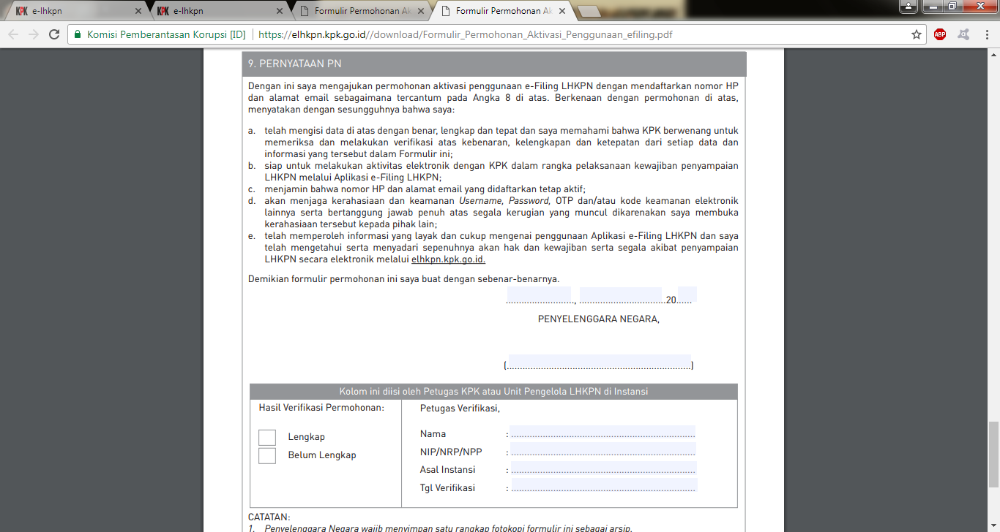 KPK e-lhkpn
KPK e-lhkpn
Formulir Permohonan Ak
Formulir Permohonan Ak
Komisi Pemberantasan Korupsi [ID] https://elhkpn.kpk.go.id//download/Formulir_Permohonan_Aktivasi_Penggunaan_efiling.pdf ABP
9. PERNYATAAN PN
Dengan ini saya mengajukan permohonan aktivasi penggunaan e-Filing LHKPN dengan mendaftarkan nomor HP
dan alamat email sebagaimana tercantum pada Angka 8 di atas. Berkenaan dengan permohonan di atas,
menyatakan dengan sesungguhnya bahwa saya:
a. telah mengisi data di atas dengan benar, lengkap dan tepat dan saya memahami bahwa KPK berwenang untuk
memeriksa dan melakukan verifikasi atas kebenaran, kelengkapan dan ketepatan dari setiap data dan
informasi yang tersebut dalam Formulir ini;
b. siap untuk melakukan aktivitas elektronik dengan KPK dalam rangka pelaksanaan kewajiban penyampaian
LHKPN melalui Aplikasi e-Filing LHKPN;
c. menjamin bahwa nomor HP dan alamat email yang didaftarkan tetap aktif;
d. akan menjaga kerahasiaan dan keamanan Username, Password, OTP dan/atau kode keamanan elektronik
lainnya serta bertanggung jawab penuh atas segala kerugian yang muncul dikarenakan saya membuka
kerahasiaan tersebut kepada pihak lain;
e. telah memperoleh informasi yang layak dan cukup mengenai penggunaan Aplikasi e-Filing LHKPN dan saya
telah mengetahui serta menyadari sepenuhnya akan hak dan kewajiban serta segala akibat penyampaian
LHKPN secara elektronik melalui elhkpn.kpk.go.id.
Demikian formulir permohonan ini saya buat dengan sebenar-benarnya.
.........................., .................................20......
PENYELENGGARA NEGARA,
(......................................................................)
Kolom ini diisi oleh Petugas KPK atau Unit Pengelola LHKPN di Instansi
Hasil Verifikasi Permohonan:
Lengkap
Belum Lengkap
Petugas Verifikasi,
Nama : ......................................................................
NIP/NRP/NPP : ......................................................................
Asal Instansi : ......................................................................
Tgl Verifikasi : ......................................................................
CATATAN:
1. Penyelenggara Negara wajib menyimpan satu rangkap fotokopi formulir ini sebagai arsip.